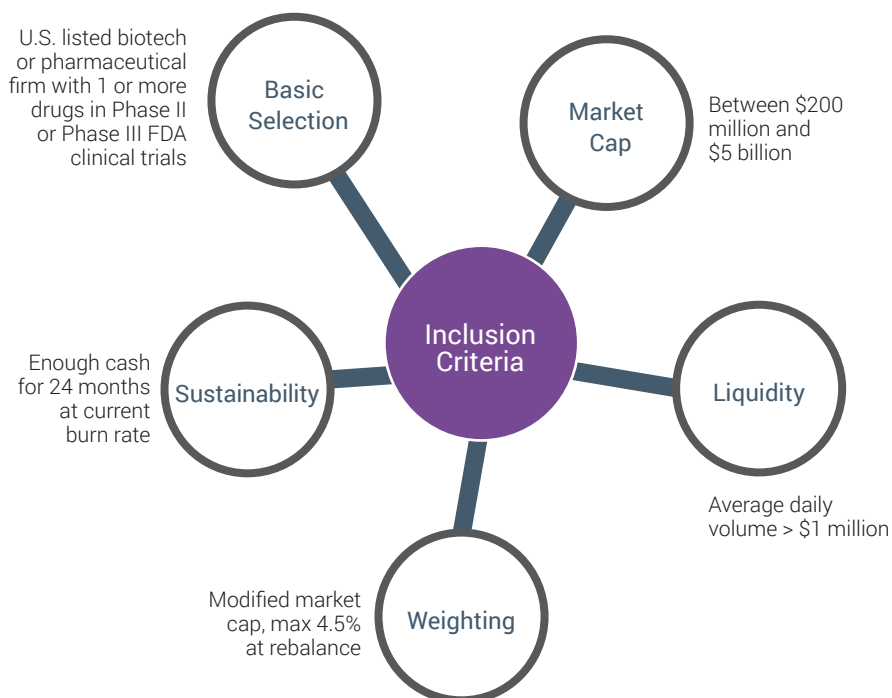 U.S. listed biotech
or pharmaceutical
firm with 1 or more
drugs in Phase II
or Phase III FDA
clinical trials
Basic
Selection
Market
Cap
Between $200
million and
$5 billion
Inclusion
Criteria
Enough cash
for 24 months
at current
burn rate
Sustainability
Liquidity
Average daily
volume > $1 million
Modified market
cap, max 4.5%
at rebalance
Weighting